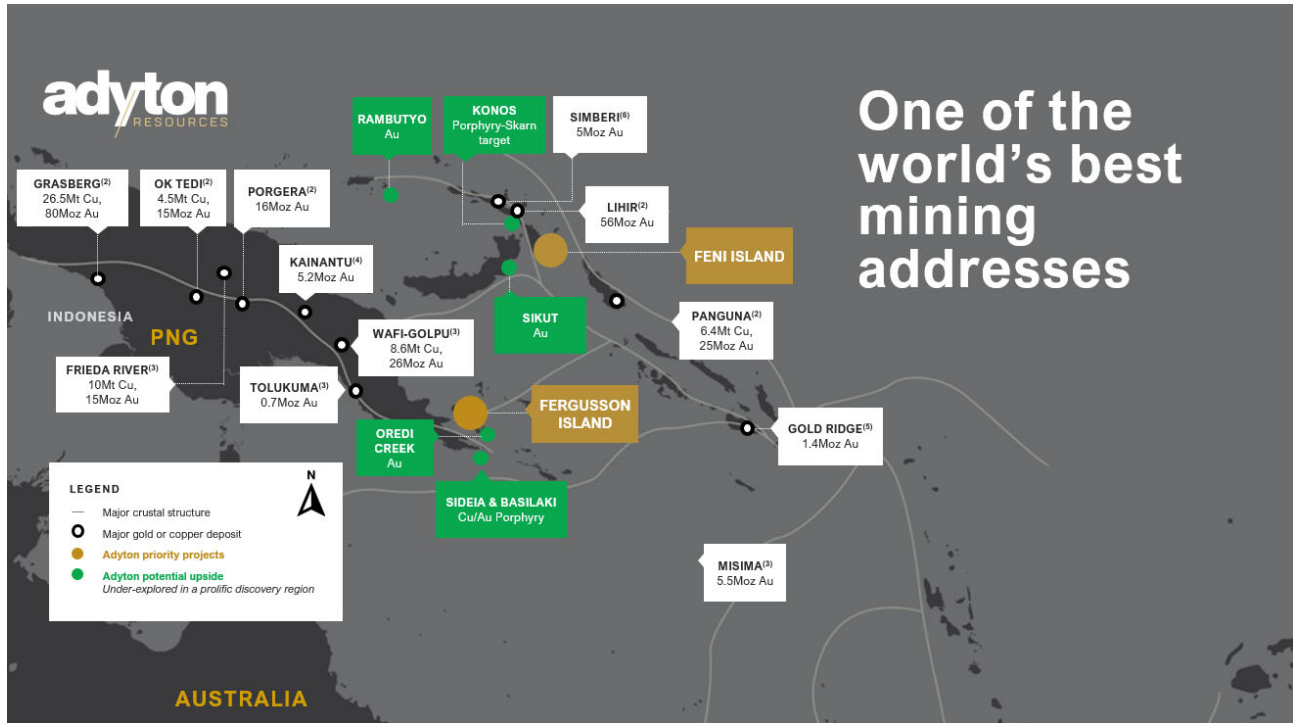 adyton
RESOURCES
One of the
world's best
mining
addresses
RAMBUTYO
Au
KONOS
Porphyry-Skarn
target
SIMBERI(6)
5Moz Au
GRASBERG(2)
26.5Mt Cu,
80Moz Au
OK TEDI(2)
4.5Mt Cu,
15Moz Au
PORGERA(2)
16Moz Au
LIHIR(2)
56Moz Au
KAINANTU(4)
5.2Moz Au
FENI ISLAND
INDONESIA
PNG
SIKUT
Au
PANGUNA(2)
6.4Mt Cu,
25Moz Au
WAFI-GOLPU(3)
8.6Mt Cu,
26Moz Au
FRIEDA RIVER(3)
10Mt Cu,
15Moz Au
TOLUKUMA(3)
0.7Moz Au
FERGUSSON
ISLAND
GOLD RIDGE(5)
1.4Moz Au
OREDI
CREEK
Au
SIDEIA & BASILAKI
Cu/Au Porphyry
LEGEND
N
Major crustal structure
Major gold or copper deposit
Adyton priority projects
Adyton potential upside
Under-explored in a prolific discovery region
MISIMA(3)
5.5Moz Au
AUSTRALIA